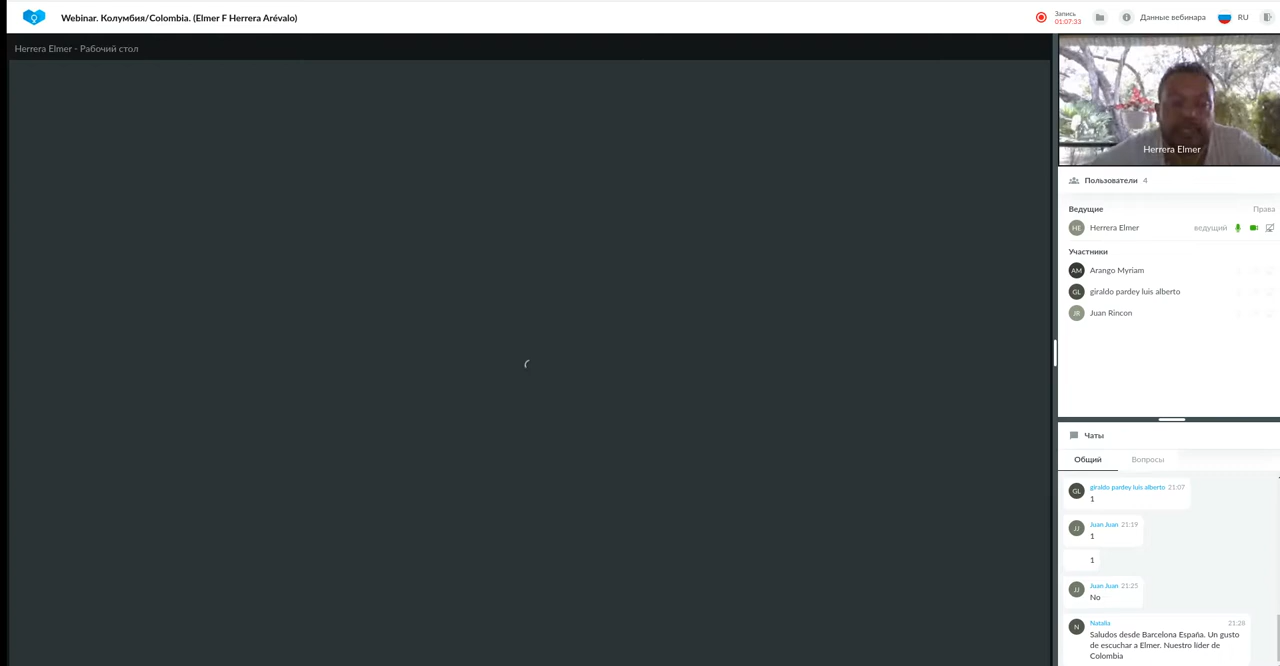 Webinar. Колумбия/Colombia. (Elmer F Herrera Arévalo)
Запись
01:07:33
Данные вебинара
RU
Herrera Elmer - Рабочий стол
Herrera Elmer
Пользователи 4
Ведущие Права
HE Herrera Elmer ведущий
Участники
AM Arango Myriam
GL giraldo pardey luis alberto
JR Juan Rincon
Чаты
Общий Вопросы
GL giraldo pardey luis alberto 21:07
1
JJ Juan Juan 21:19
1
1
JJ Juan Juan 21:25
No
N Natalia 21:28
Saludos desde Barcelona España. Un gusto
de escuchar a Elmer. Nuestro líder de
Colombia